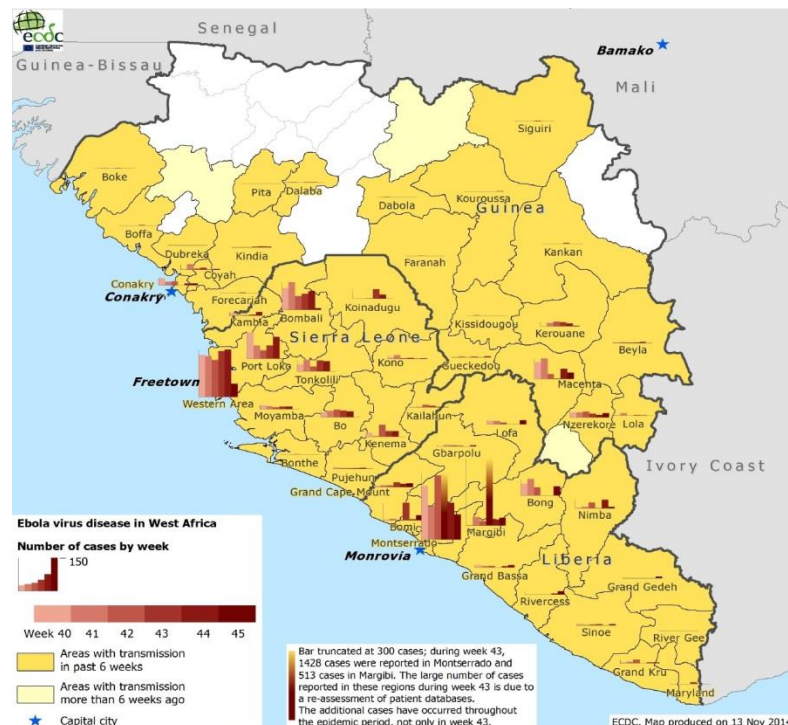 ecdc
Senegal
Bamako
Guinea-Bissau
Mali
Siguiri
Boke
Pita
Dalaba
Dabola
Kouroussa
Guinea
Boffa
Dubreka
Kindia
Kankan
Coyah
Faranah
Conakry
Conakry
Forecariah
Koinadugu
Bombali
Kambia
Kissidougou
Kerouane
Sierra Leone
Beyla
Port Loko
Kono
Gueckedou
Freetown
Tonkolili
Macenta
Western Area
Moyamba
Kailahun
Bo
Nzerekore
Lola
Lofa
Kenema
Gbarpolu
Bonthe
Ivory Coast
Pujehun
Grand Cape Mount
Bong
Nimba
Bomi
Margibi
Montserrado
Monrovia
Liberia
Grand Bassa
Grand Gedeh
Rivercess
Sinoe
River Gee
Grand Kru
Maryland
Ebola virus disease in West Africa
Number of cases by week
150
Week 40 41 42 43 44 45
Areas with transmission
in past 6 weeks
Areas with transmission
more than 6 weeks ago
Capital city
Bar truncated at 300 cases; during week 43,
1428 cases were reported in Montserrado and
513 cases in Margibi. The large number of cases
reported in these regions during week 43 is due to
a re-assessment of patient databases.
The additional cases have occurred throughout
the epidemic period, not only in week 43.
ECDC. Map produced on 13 Nov 2014